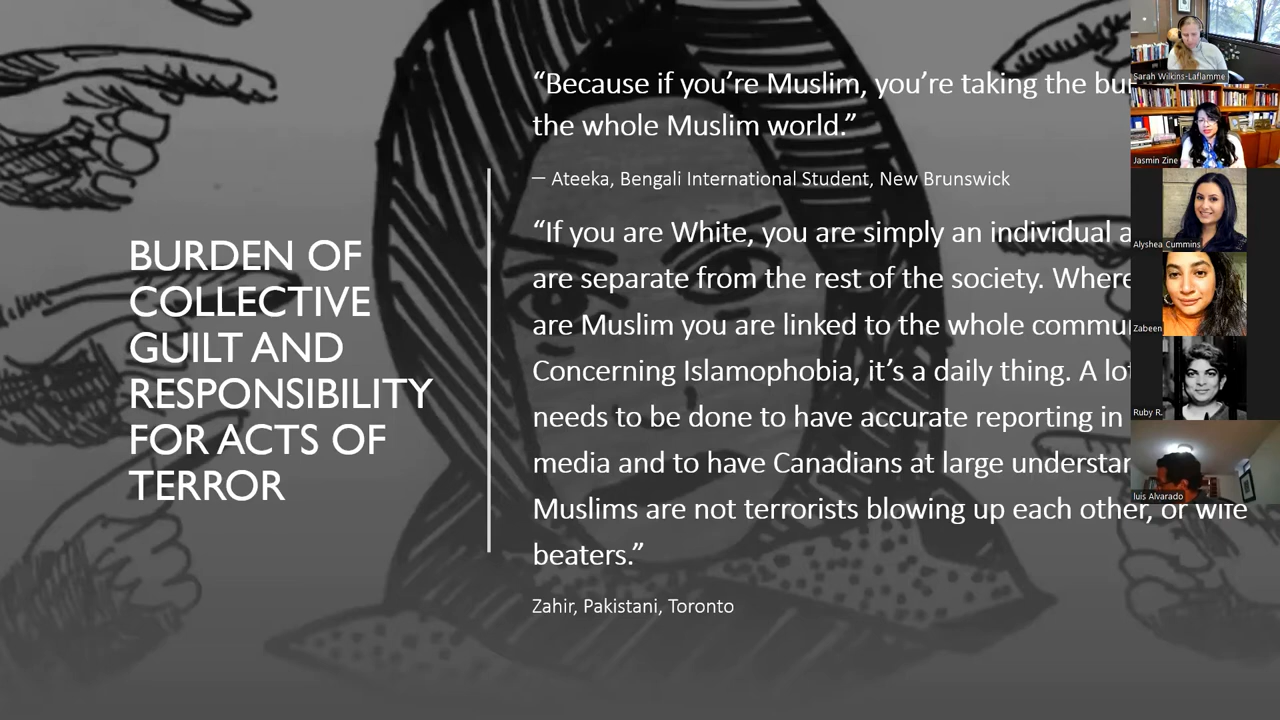 BURDEN OF
COLLECTIVE
GUILT AND
RESPONSIBILITY
FOR ACTS OF
TERROR
“Because if you’re Muslim, you’re taking the
the whole Muslim world.”
— Ateeka, Bengali International Student, New Brunswick
“If you are White, you are simply an individual
are separate from the rest of the society.
are Muslim you are linked to the whole
Concerning Islamophobia, it’s a daily thing. A
needs to be done to have accurate reporting in
media and to have Canadians at large
Muslims are not terrorists blowing up each other, or wife
beaters.”
Zahir, Pakistani, Toronto
Sarah Wilkins-Laflamme
Jasmin Zine
Alyshea Cummins
Zabeen
Ruby R.
luis Alvarado